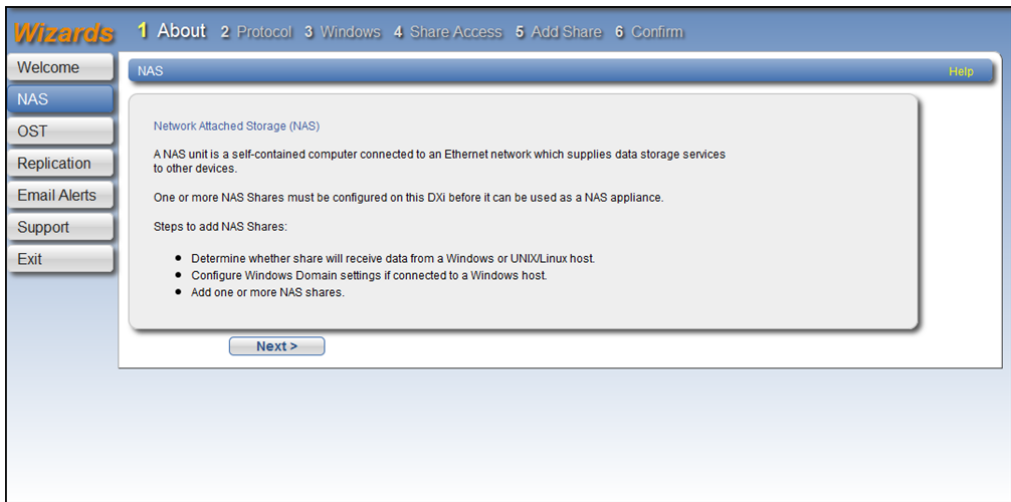 Wizards
1 About 2 Protocol 3 Windows 4 Share Access 5 Add Share 6 Confirm
Welcome
NAS
OST
Replication
Email Alerts
Support
Exit
NAS Help
Network Attached Storage (NAS)
A NAS unit is a self-contained computer connected to an Ethernet network which supplies data storage services
to other devices.
One or more NAS Shares must be configured on this DXi before it can be used as a NAS appliance.
Steps to add NAS Shares:
• Determine whether share will receive data from a Windows or UNIX/Linux host.
• Configure Windows Domain settings if connected to a Windows host.
• Add one or more NAS shares.
Next >